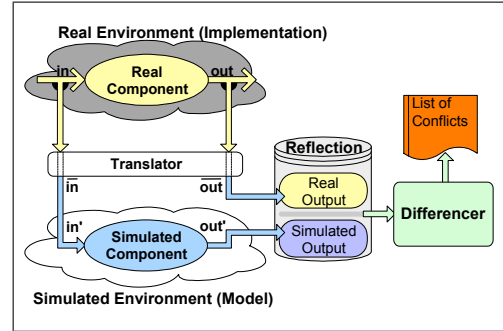 Real Environment (Implementation)
in
Real
Component
out
Translator
in
out
in'
out'
Simulated
Component
Simulated Environment (Model)
Reflection
Real
Output
Simulated
Output
Differencer
List of
Conflicts